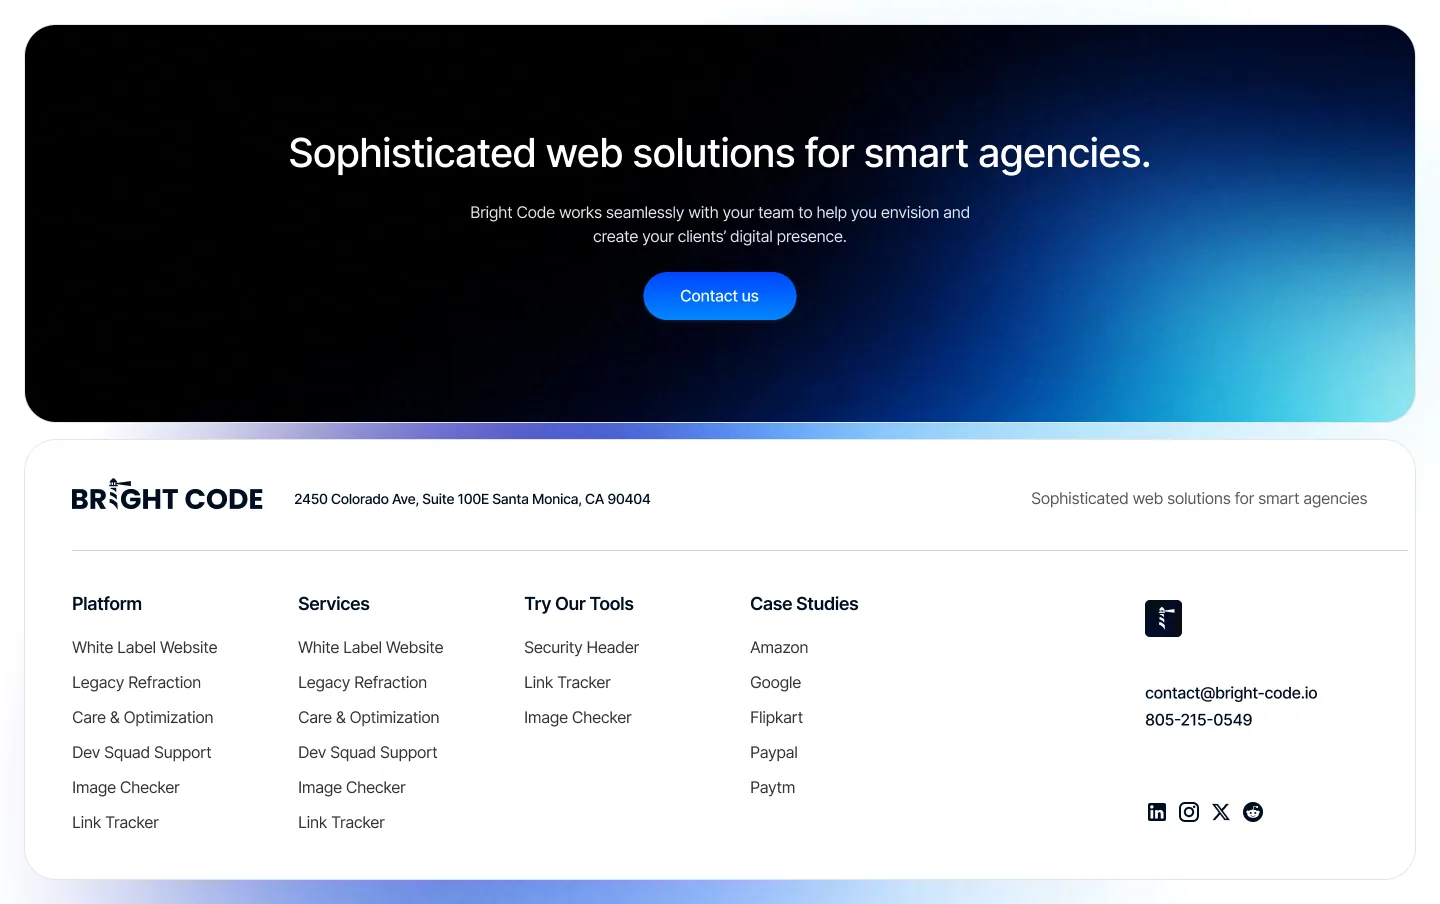 Sophisticated web solutions for smart agencies.
Bright Code works seamlessly with your team to help you envision and
create your clients’ digital presence.
Contact us
BRIGHT CODE
2450 Colorado Ave, Suite 100E Santa Monica, CA 90404
Sophisticated web solutions for smart agencies
Platform
White Label Website
Legacy Refraction
Care & Optimization
Dev Squad Support
Image Checker
Link Tracker
Services
White Label Website
Legacy Refraction
Care & Optimization
Dev Squad Support
Image Checker
Link Tracker
Try Our Tools
Security Header
Link Tracker
Image Checker
Case Studies
Amazon
Google
Flipkart
Paypal
Paytm
contact@bright-code.io
805-215-0549